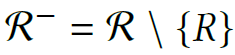 𝓡⁻ = 𝓡 \ {R}